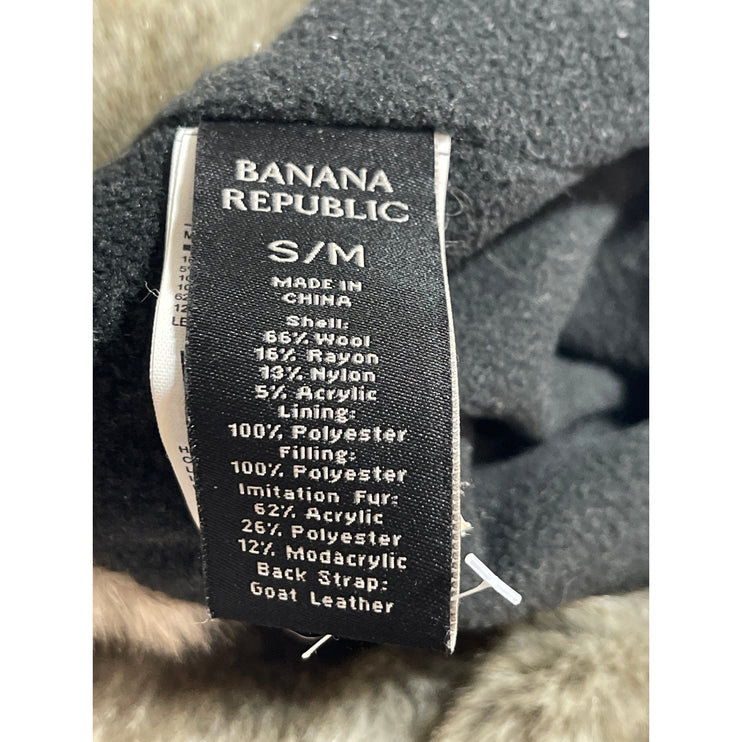 BANANA
REPUBLIC
S/M
MADE IN
CHINA
Shell:
66% Wool
16% Rayon
13% Nylon
5% Acrylic
Lining:
100% Polyester
Filling:
100% Polyester
Imitation Fur:
62% Acrylic
26% Polyester
12% Modacrylic
Back Strap:
Goat Leather